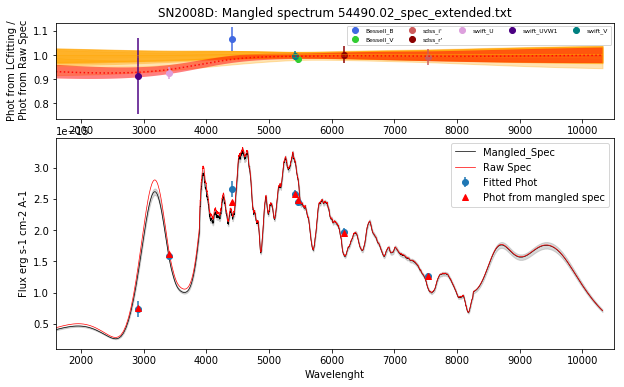 SN2008D: Mangled spectrum 54490.02_spec_extended.txt
Phot from LCfitting /
Phot from Raw Spec
1.1
1.0
0.9
0.8
Bessell_B
Bessell_V
sdss_i'
sdss_r'
swift_U
swift_UVW1
swift_V
2000 3000 4000 5000 6000 7000 8000 9000 10000
1e−15
Flux erg s-1 cm-2 A-1
3.0
2.5
2.0
1.5
1.0
0.5
Mangled_Spec
Raw Spec
Fitted Phot
Phot from mangled spec
2000 3000 4000 5000 6000 7000 8000 9000 10000
Wavelenght